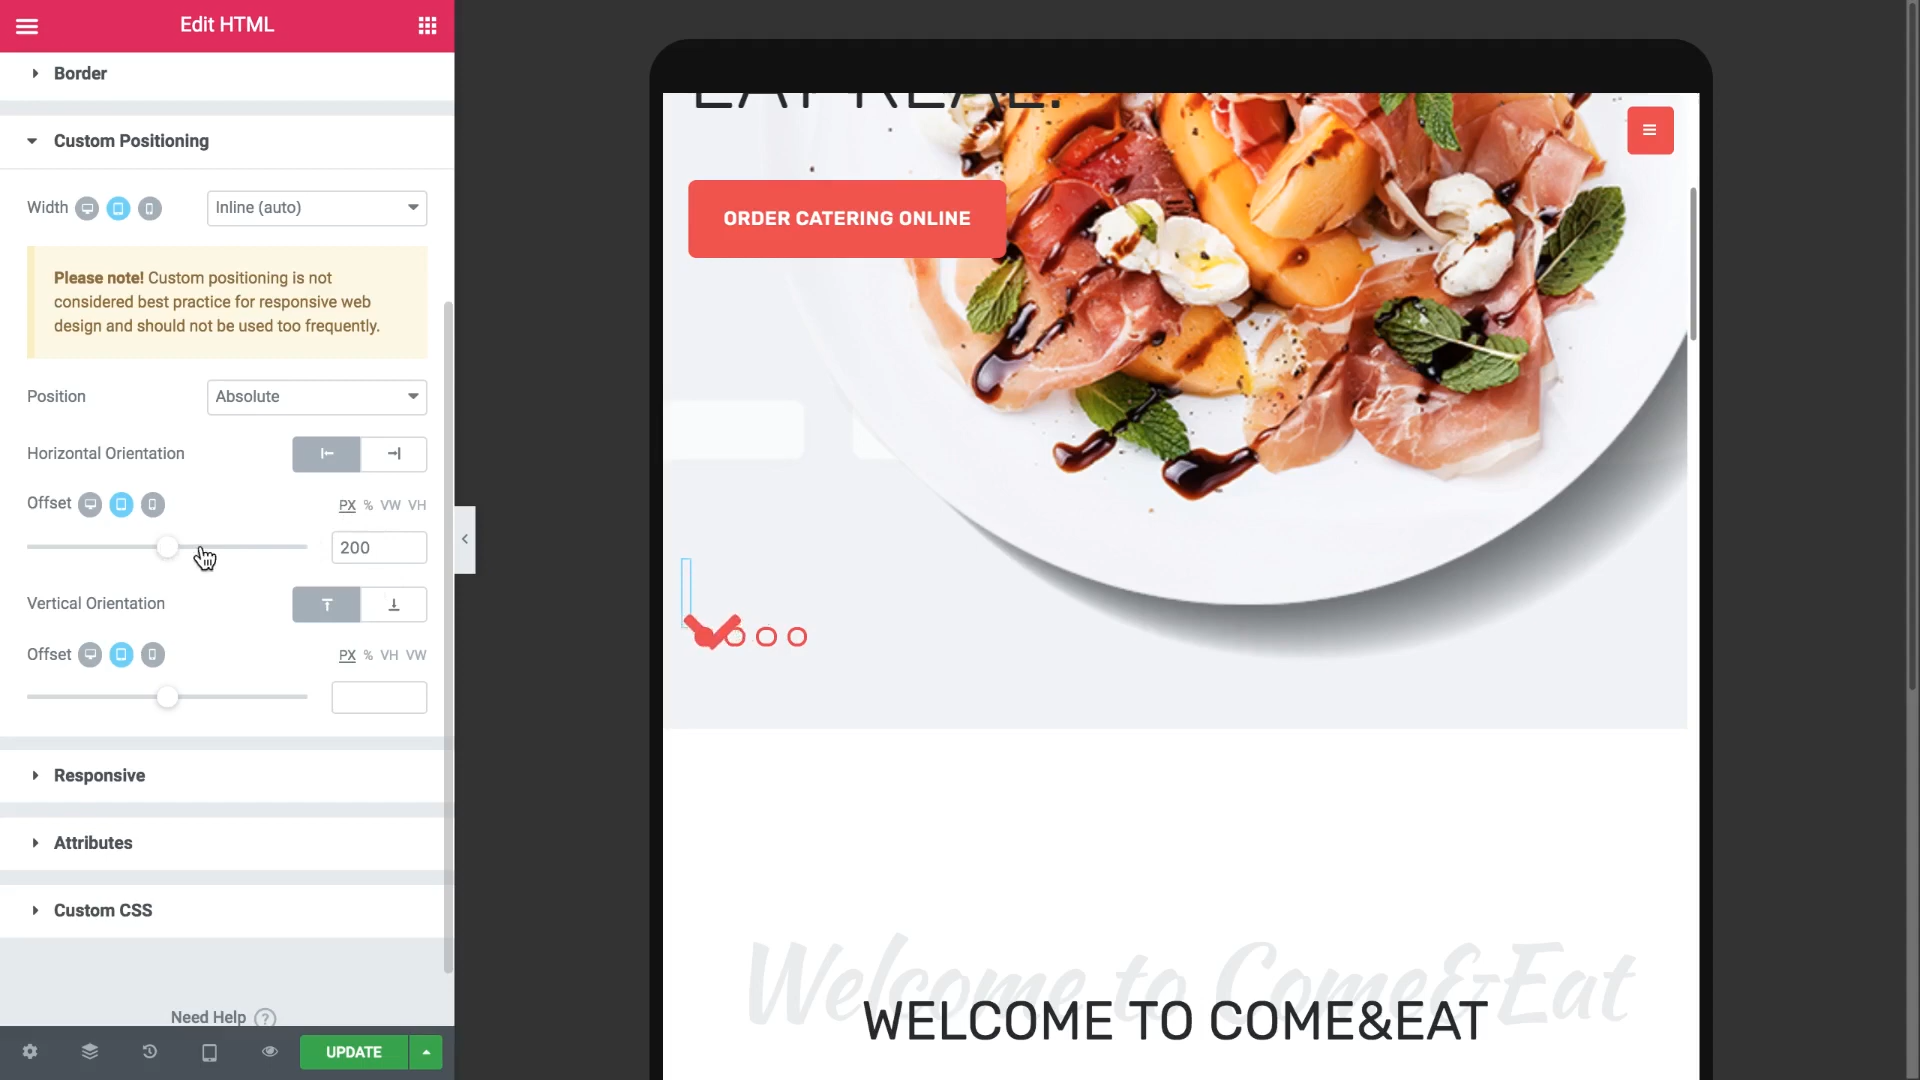 Edit HTML
Border
Custom Positioning
Width
Inline (auto)
Please note! Custom positioning is not
considered best practice for responsive web
design and should not be used too frequently.
Position
Absolute
Horizontal Orientation
Offset
PX % VW VH
200
Vertical Orientation
Offset
PX % VH VW
Responsive
Attributes
Custom CSS
Need Help ?
UPDATE
EAT REAL.
ORDER CATERING ONLINE
Welcome to Come&Eat
WELCOME TO COME&EAT